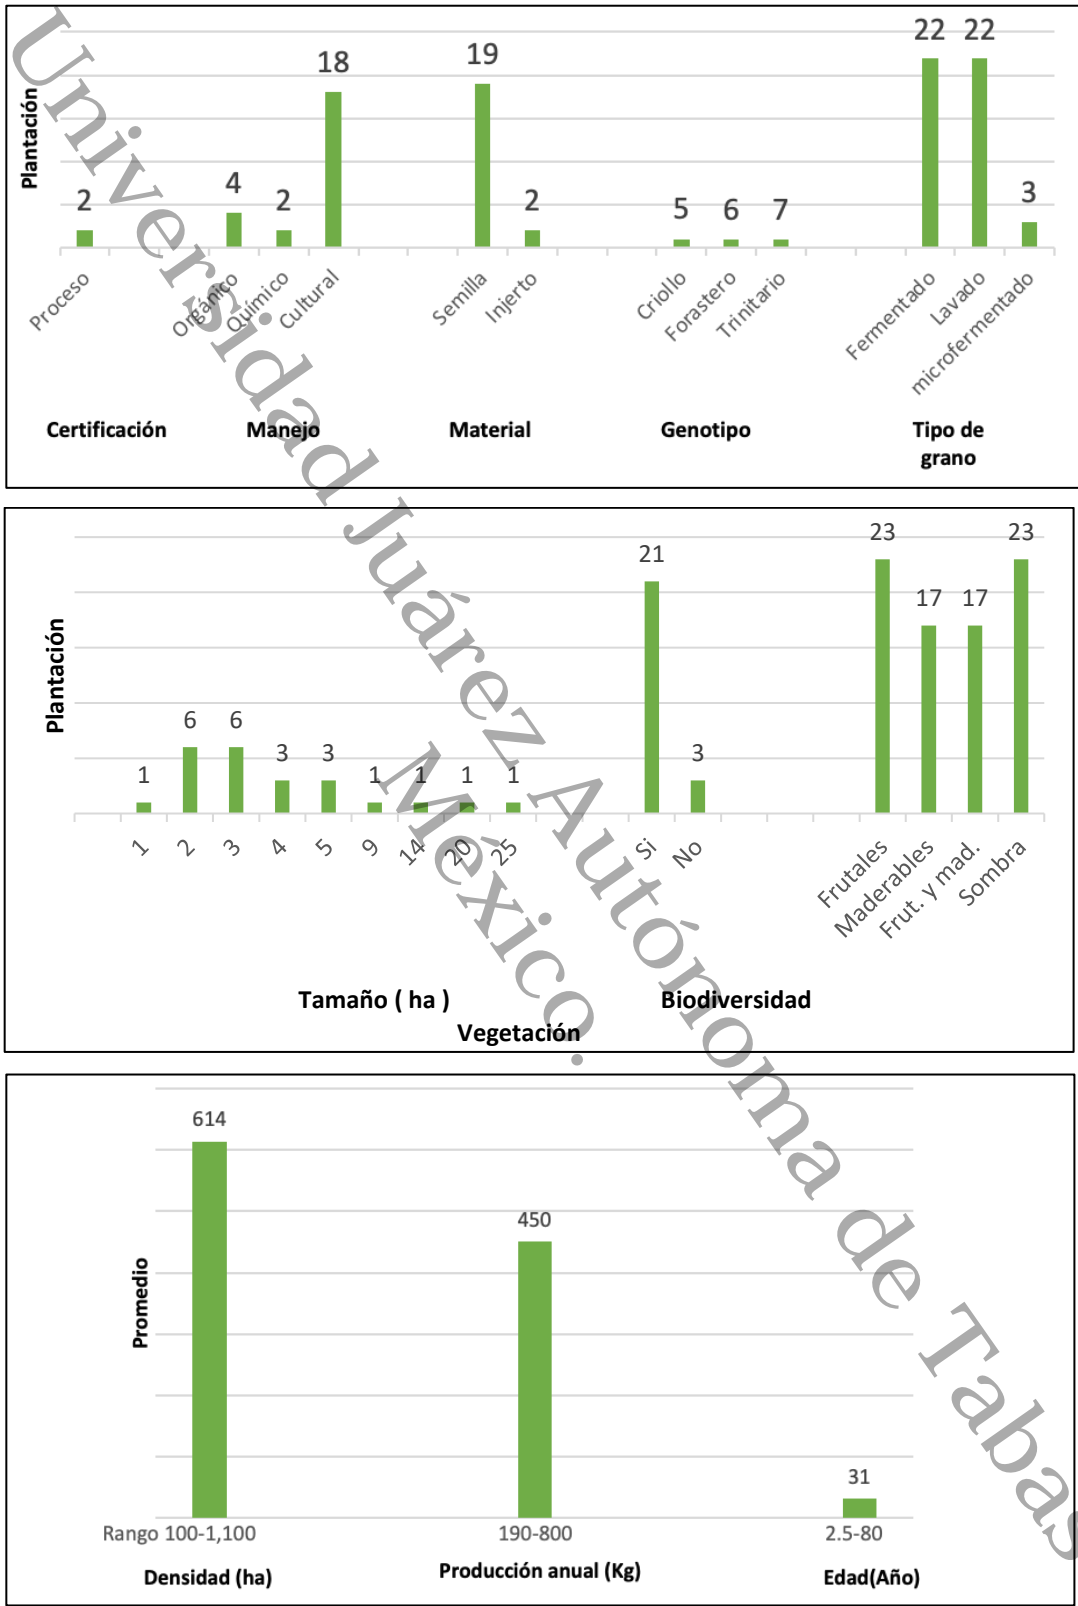 22 22
19
18
4
2
2
2
5 6 7
3
Plantación
Proceso
Orgánico
Químico
Cultural
Semilla
Injerto
Criollo
Forastero
Trinitario
Fermentado
Lavado
microfermentado
Certificación Manejo Material Genotipo Tipo de
grano
23 23
21
17 17
6 6
3 3
3
1
1 1 1 1
Plantación
1 2 3 4 5 9 14 20 25
Si No
Frutales
Maderables
Frut. y mad.
Sombra
Tamaño ( ha ) Biodiversidad
Vegetación
614
450
31
Promedio
Rango 100-1,100 190-800 2.5-80
Densidad (ha) Producción anual (Kg) Edad(Año)
Universidad Juárez Autónoma de Tabas
México.